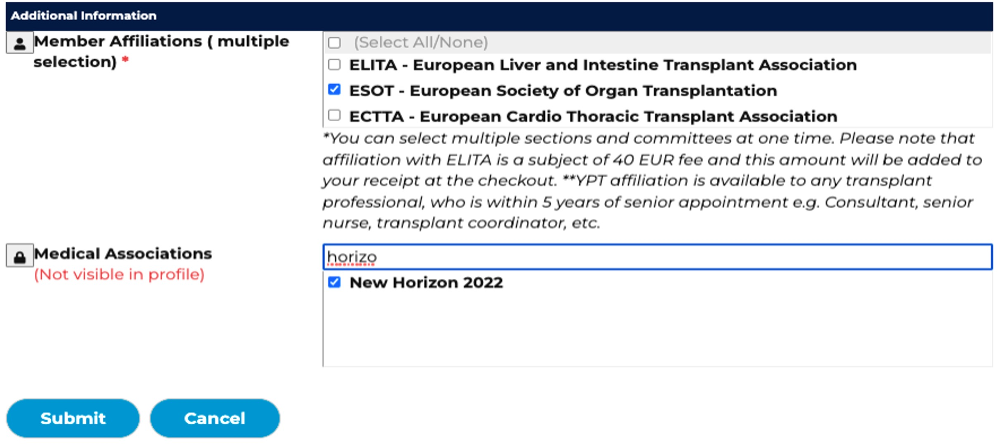 Additional Information
Member Affiliations ( multiple
selection) *
(Select All/None)
ELITA - European Liver and Intestine Transplant Association
ESOT - European Society of Organ Transplantation
ECTTA - European Cardio Thoracic Transplant Association
*You can select multiple sections and committees at one time. Please note that
affiliation with ELITA is a subject of 40 EUR fee and this amount will be added to
your receipt at the checkout. **YPT affiliation is available to any transplant
professional, who is within 5 years of senior appointment e.g. Consultant, senior
nurse, transplant coordinator, etc.
Medical Associations
(Not visible in profile)
horizo
New Horizon 2022
Submit
Cancel